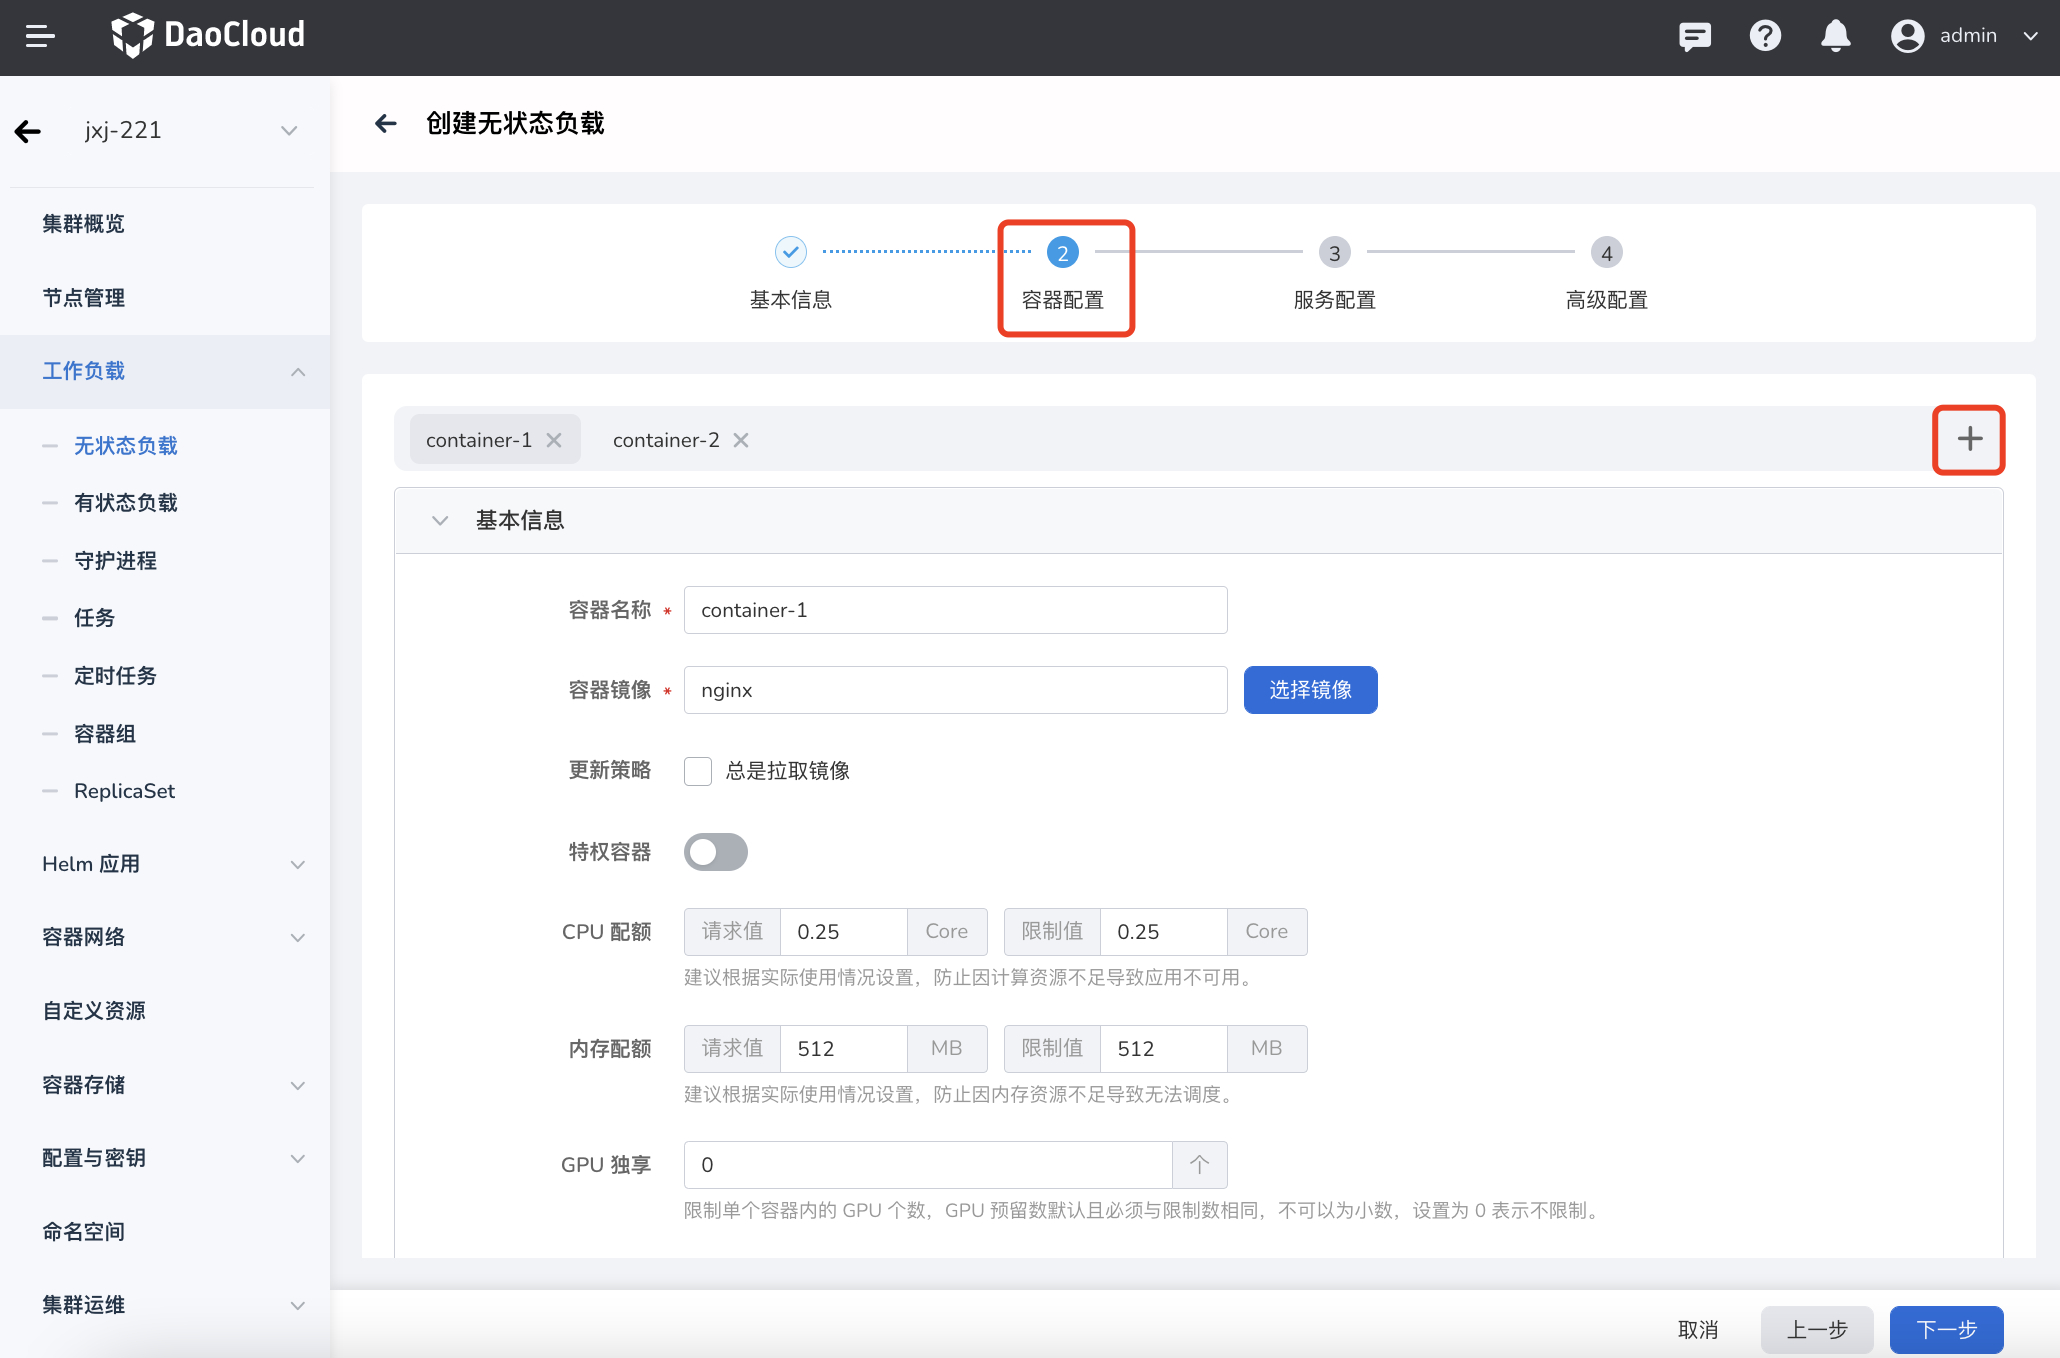 DaoCloud
admin
jxj-221
集群概览
节点管理
工作负载
无状态负载
有状态负载
守护进程
任务
定时任务
容器组
ReplicaSet
Helm 应用
容器网络
自定义资源
容器存储
配置与密钥
命名空间
集群运维
创建无状态负载
基本信息
2
容器配置
3
服务配置
4
高级配置
container-1
container-2
基本信息
容器名称 * container-1
容器镜像 * nginx 选择镜像
更新策略 总是拉取镜像
特权容器
CPU 配额 请求值 0.25 Core 限制值 0.25 Core
建议根据实际使用情况设置，防止因计算资源不足导致应用不可用。
内存配额 请求值 512 MB 限制值 512 MB
建议根据实际使用情况设置，防止因内存资源不足导致无法调度。
GPU 独享 0 个
限制单个容器内的 GPU 个数，GPU 预留数默认且必须与限制数相同，不可以为小数，设置为 0 表示不限制。
取消 上一步 下一步